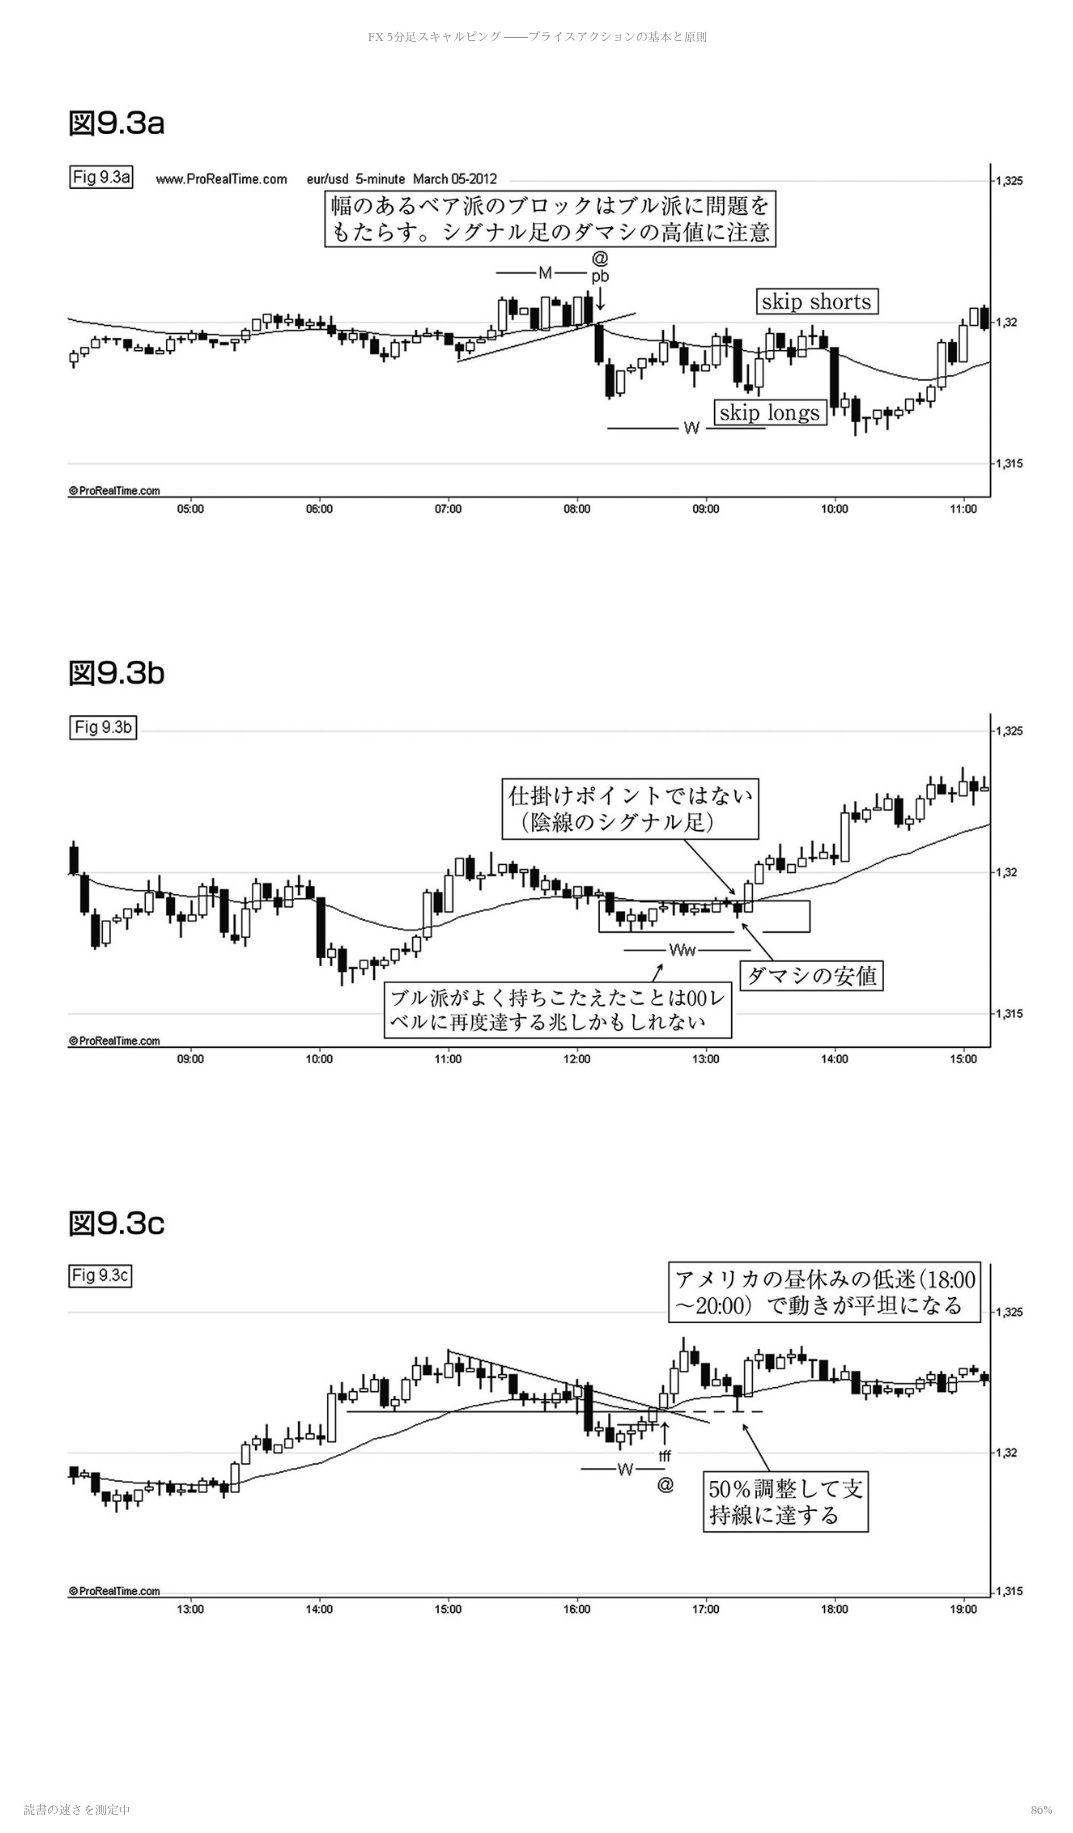 FX 5分足スキャルピング ――プライスアクションの基本と原則
図9.3a
Fig 9.3a www.ProRealTime.com eur/usd 5-minute March 05-2012
1,325
幅のあるベア派のブロックはブル派に問題を
もたらす。シグナル足のダマシの高値に注意
@
M pb
skip shorts
1,32
skip longs
W
1,315
©ProRealTime.com
05:00 06:00 07:00 08:00 09:00 10:00 11:00
図9.3b
Fig 9.3b
1,325
仕掛けポイントではない
（陰線のシグナル足）
1,32
Ww
ダマシの安値
ブル派がよく持ちこたえたことは00レ
ベルに再度達する兆しかもしれない
1,315
©ProRealTime.com
09:00 10:00 11:00 12:00 13:00 14:00 15:00
図9.3c
Fig 9.3c
アメリカの昼休みの低迷(18:00
～20:00）で動きが平坦になる
1,325
1,32
tff
W
@
50％調整して支
持線に達する
1,315
©ProRealTime.com
13:00 14:00 15:00 16:00 17:00 18:00 19:00
読書の速さを測定中
86%